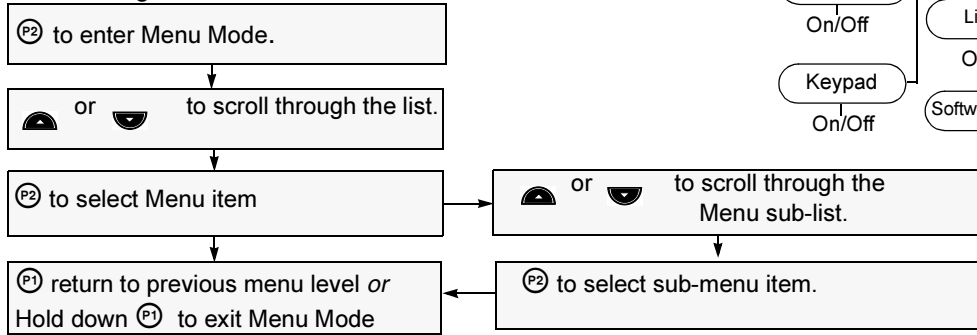 P2 to enter Menu Mode.
or to scroll through the list.
P2 to select Menu item
or to scroll through the
Menu sub-list.
P1 return to previous menu level or
Hold down P1 to exit Menu Mode
P2 to select sub-menu item.
On/Off
Keypad
On/Off